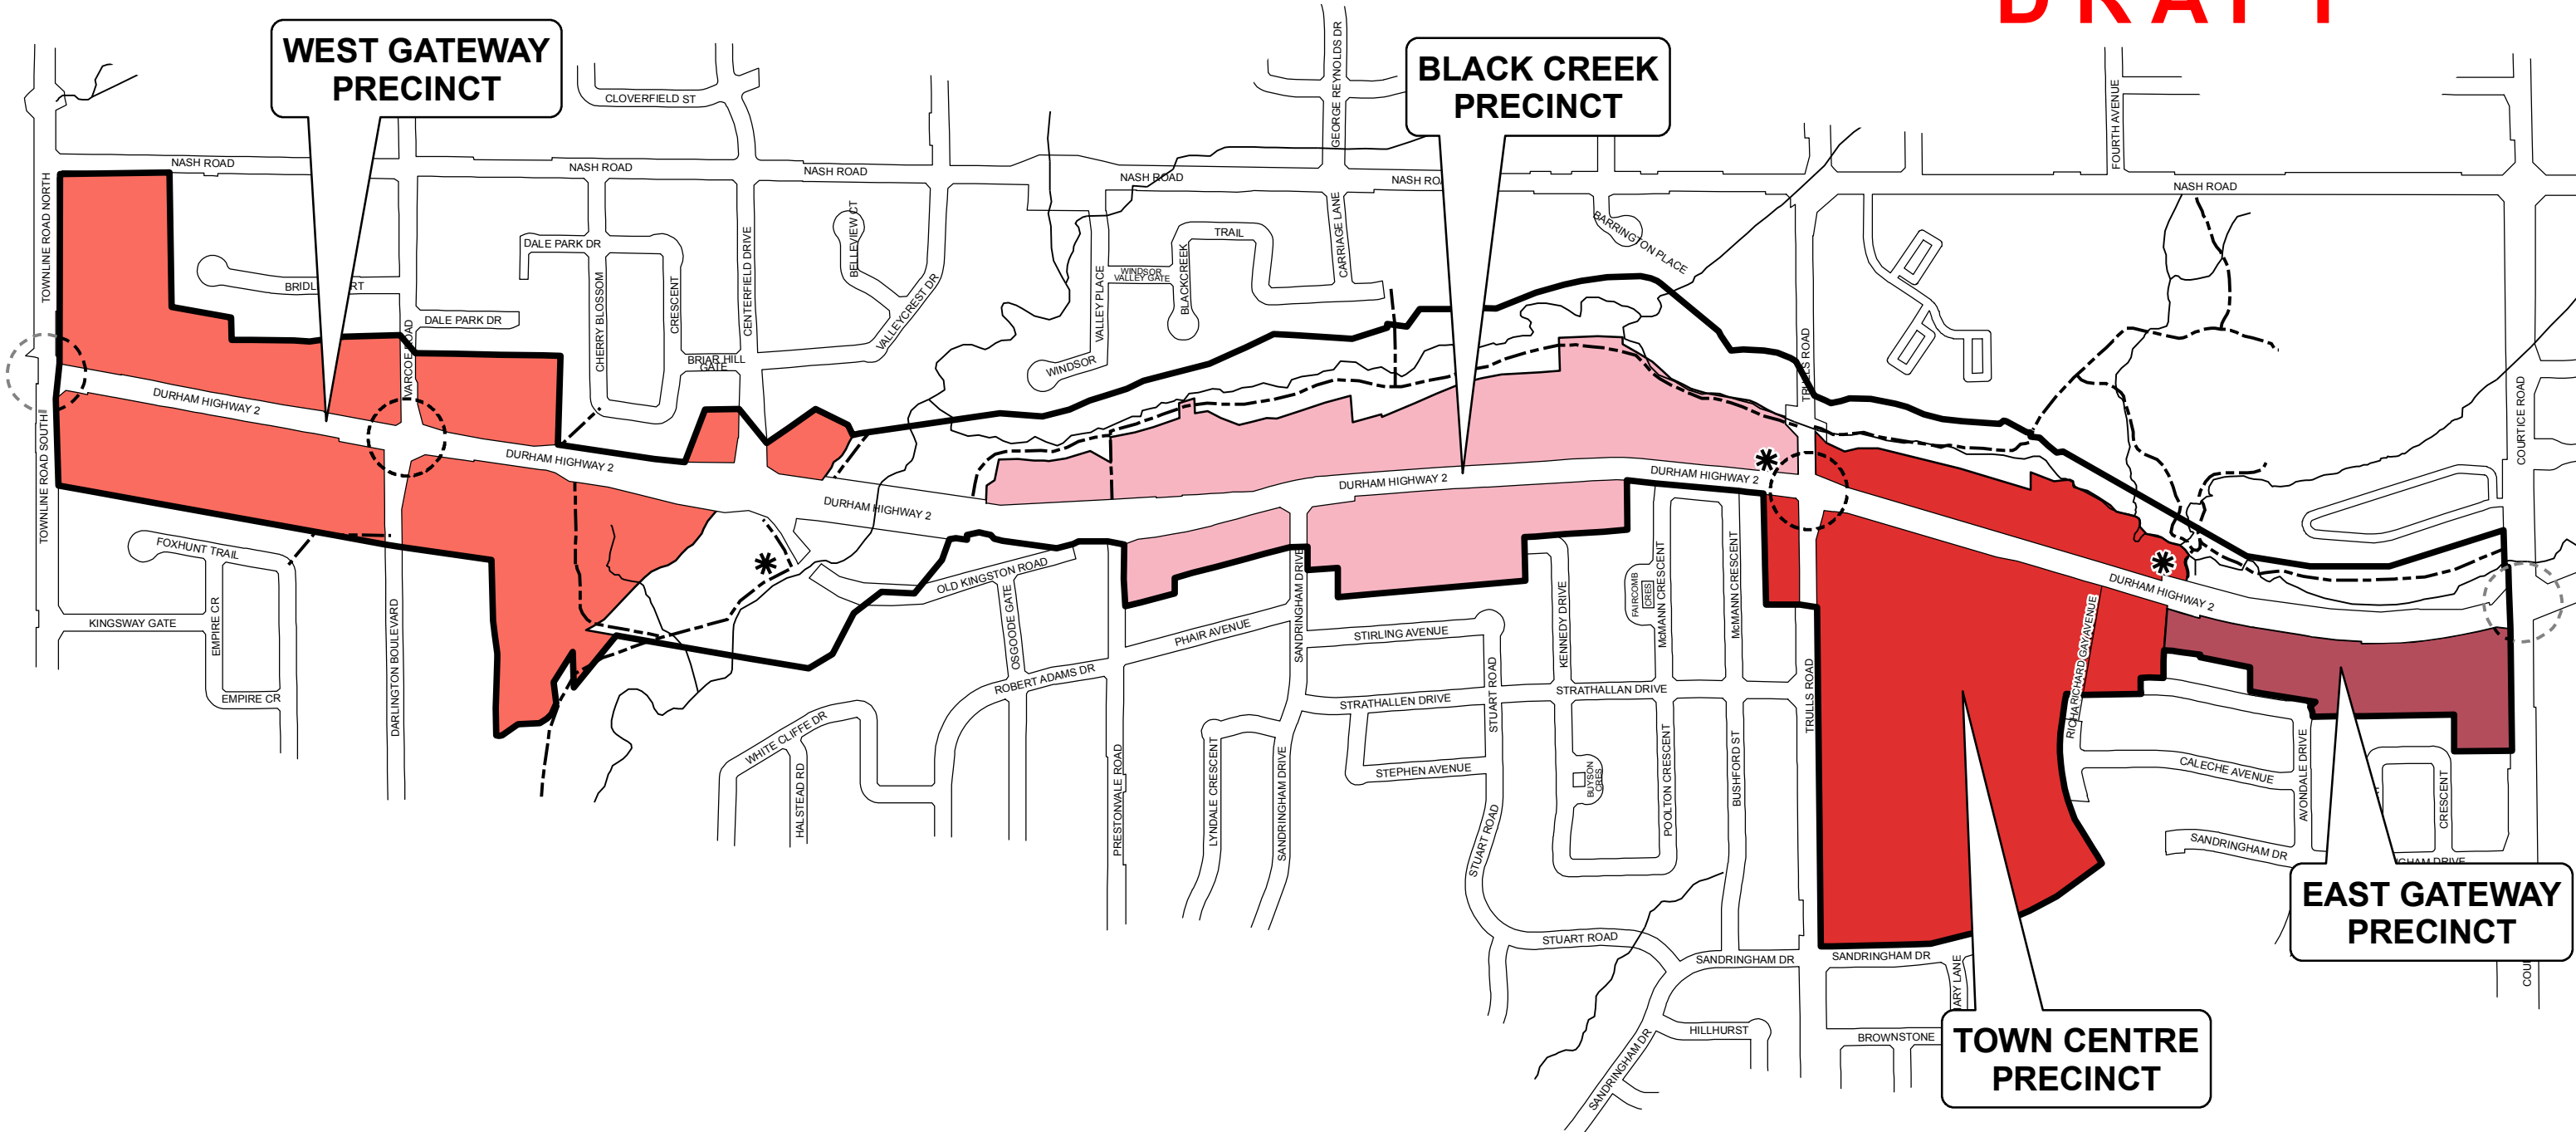 DRAFT
WEST GATEWAY
PRECINCT
BLACK CREEK
PRECINCT
CLOVERFIELD ST
GEORGE REYNOLDS DR
FOURTH AVENUE
NASH ROAD
NASH ROAD
NASH ROAD
NASH ROAD
NASH ROAD
TOWNLINE ROAD NORTH
DALE PARK DR
CENTERFIELD DRIVE
BELLEVIEW CT
WINDSOR
VALLEY GATE
BLACKCREEK
TRAIL
CARRIAGE LANE
BARRINGTON PLACE
DALE PARK DR
CHERRY BLOSSOM
CRESCENT
BRIAR HILL
GATE
VALLEYCREST DR
VALLEY PLACE
WINDSOR
TRULLS ROAD
COURTICE ROAD
VARCOE ROAD
DURHAM HIGHWAY 2
DURHAM HIGHWAY 2
DURHAM HIGHWAY 2
DURHAM HIGHWAY 2
DURHAM HIGHWAY 2
DURHAM HIGHWAY 2
TOWNLINE ROAD SOUTH
FOXHUNT TRAIL
KINGSWAY GATE
EMPIRE CR
EMPIRE CR
DARLINGTON BOULEVARD
OLD KINGSTON ROAD
OSGOODE GATE
ROBERT ADAMS DR
WHITE CLIFFE DR
HALSTEAD RD
PRESTONVALE ROAD
PHAIR AVENUE
SANDRINGHAM DRIVE
STIRLING AVENUE
STRATHALLEN DRIVE
STEPHEN AVENUE
LYNDALE CRESCENT
SANDRINGHAM DRIVE
STUART ROAD
STUART ROAD
STUART ROAD
KENNEDY DRIVE
FAIRCOMB
CRES
McMANN CRESCENT
McMANN CRESCENT
STRATHALLAN DRIVE
BUYSON
CRES
POOLTON CRESCENT
BUSHFORD ST
TRULLS ROAD
RICHARD GAY AVENUE
CALECHE AVENUE
AVONDALE DRIVE
CRESCENT
SANDRINGHAM DR
SANDRINGHAM DR
SANDRINGHAM DR
HILLHURST
SANDRINGHAM DR
BROWNSTONE
EAST GATEWAY
PRECINCT
TOWN CENTRE
PRECINCT